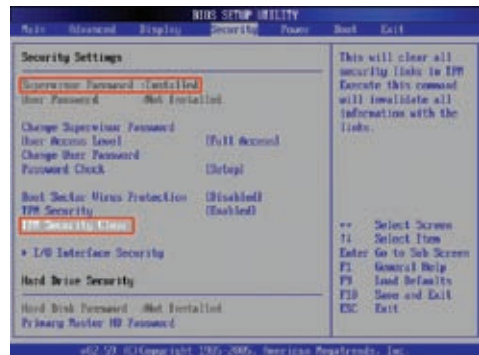 BIOS SETUP UTILITY
Main Advanced Display Security Power Boot Exit
Security Settings
Supervisor Password :Installed
User Password :Not Installed
Change Supervisor Password
User Access Level [Full Access]
Change User Password
Password Check [Setup]
Boot Sector Virus Protection [Disabled]
TPM Security [Enabled]
TPM Security Clear
I/O Interface Security
Hard Drive Security
Hard Disk Password :Not Installed
Primary Master HD Password
This will clear all
security links in TPM
Execute this command
will invalidate all
information with the
links.
↔ Select Screen
↑↓ Select Item
Enter Go to Sub Screen
F1 General Help
F9 Load Defaults
F10 Save and Exit
ESC Exit
v02.59 (C)Copyright 1985-2005, American Megatrends, Inc.